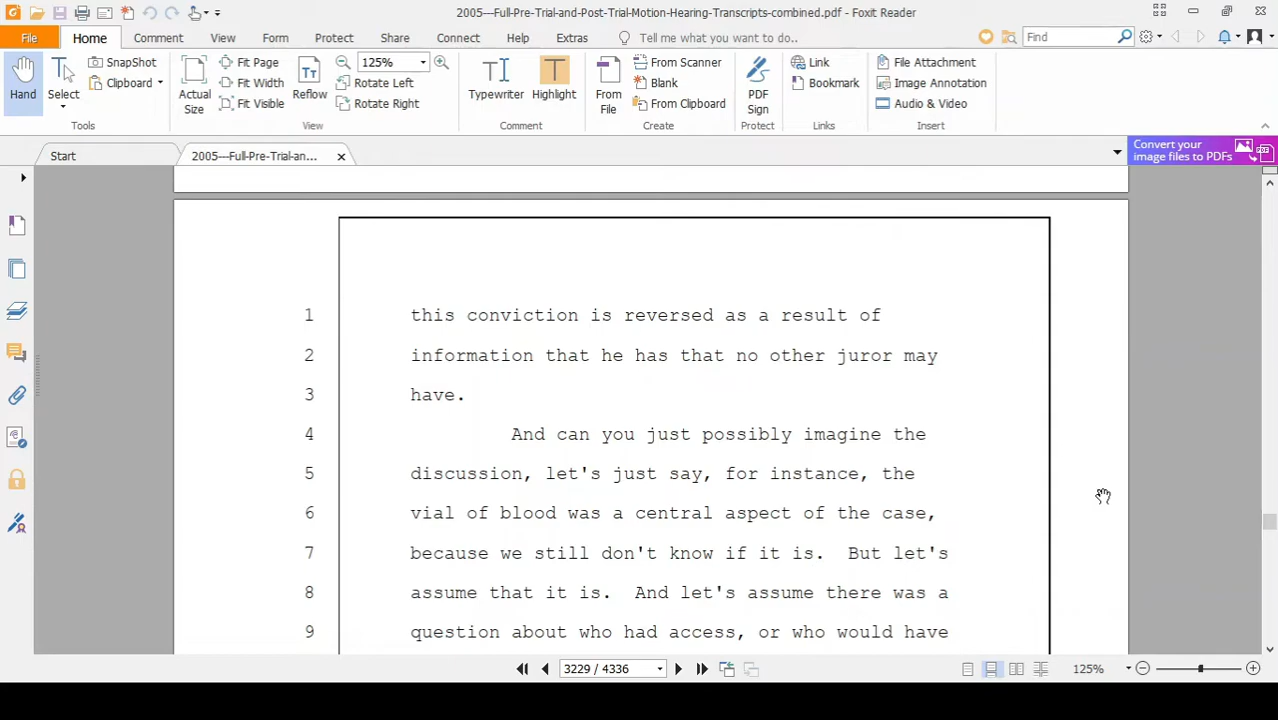 2005---Full-Pre-Trial-and-Post-Trial-Motion-Hearing-Transcripts-combined.pdf - Foxit Reader
File Home Comment View Form Protect Share Connect Help Extras Tell me what you want to do.. Find
Hand
Select
SnapShot
Clipboard
Tools
Actual Size
Fit Page
Fit Width
Fit Visible
Reflow
125%
Rotate Left
Rotate Right
View
Typewriter
Highlight
Comment
From File
From Scanner
Blank
From Clipboard
Create
PDF Sign
Protect
Link
Bookmark
Links
File Attachment
Image Annotation
Audio & Video
Insert
Start
2005---Full-Pre-Trial-an...
Convert your
image files to PDFs
1 this conviction is reversed as a result of
2 information that he has that no other juror may
3 have.
4 And can you just possibly imagine the
5 discussion, let's just say, for instance, the
6 vial of blood was a central aspect of the case,
7 because we still don't know if it is. But let's
8 assume that it is. And let's assume there was a
9 question about who had access, or who would have
3229 / 4336
125%